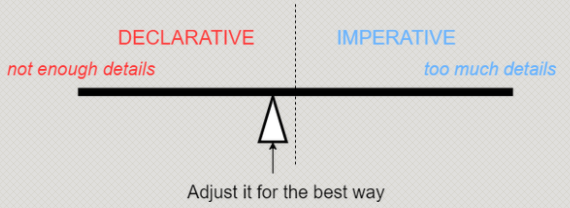 DECLARATIVE IMPERATIVE
not enough details too much details
Adjust it for the best way